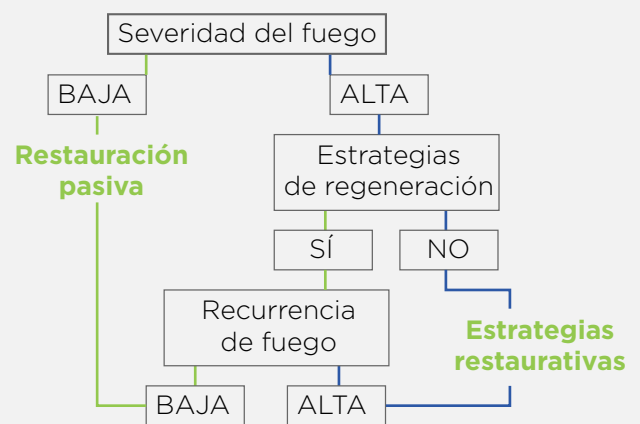 Severidad del fuego
BAJA
ALTA
Restauración
pasiva
Estrategias
de regeneración
SÍ
NO
Recurrencia
de fuego
Estrategias
restaurativas
BAJA
ALTA